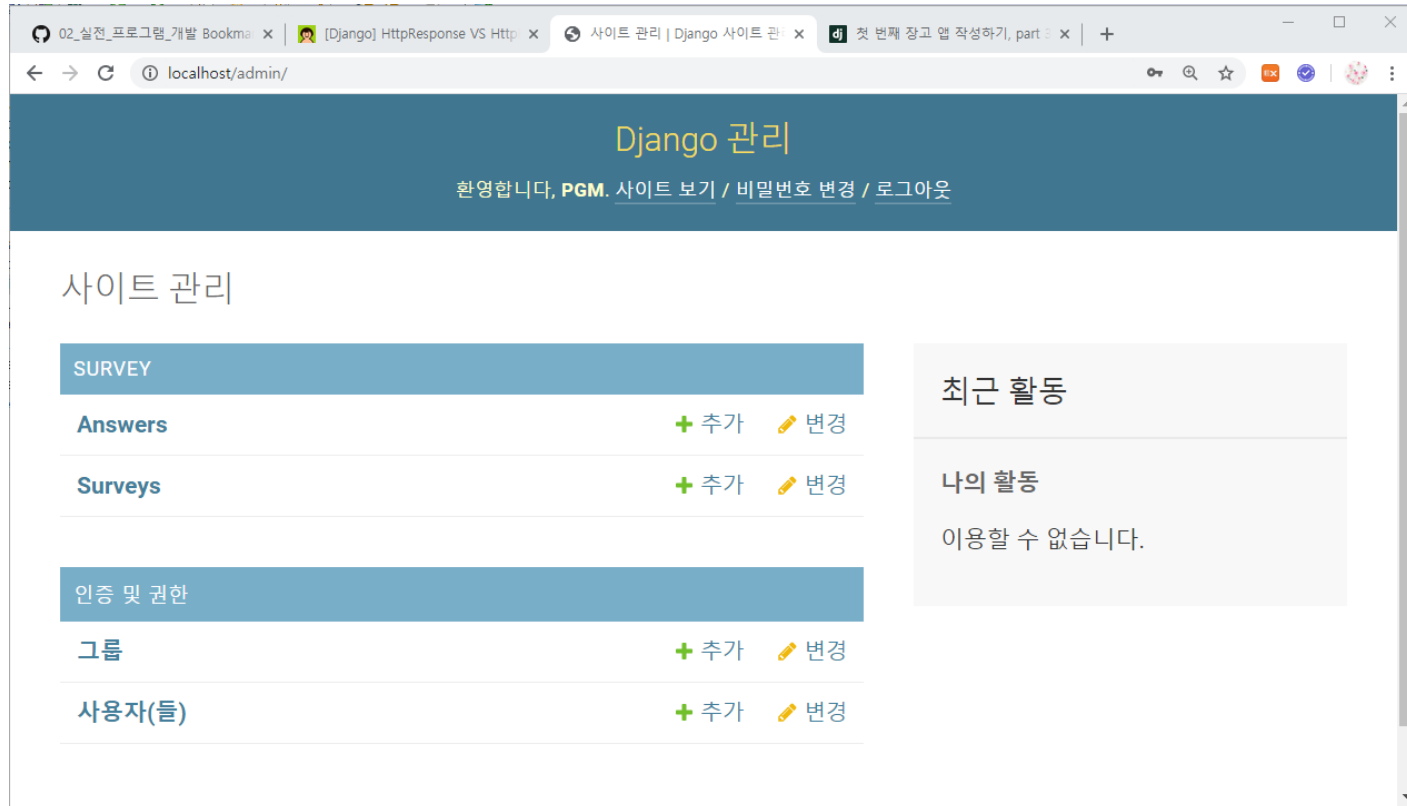 02_실전_프로그램_개발 Bookma
[Django] HttpResponse VS Http
사이트 관리 | Django 사이트 관
첫 번째 장고 앱 작성하기, part
localhost/admin/
Django 관리
환영합니다, PGM. 사이트 보기 / 비밀번호 변경 / 로그아웃
사이트 관리
SURVEY
Answers 추가 변경
Surveys 추가 변경
인증 및 권한
그룹 추가 변경
사용자(들) 추가 변경
최근 활동
나의 활동
이용할 수 없습니다.